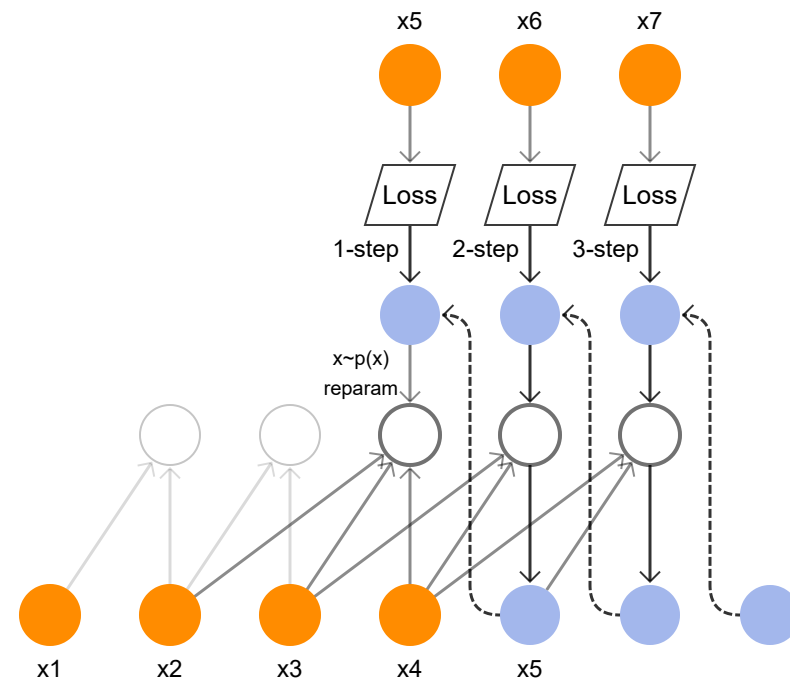 x5 x6 x7
Loss Loss Loss
1-step 2-step 3-step
x~p(x)
reparam
x1 x2 x3 x4 x5